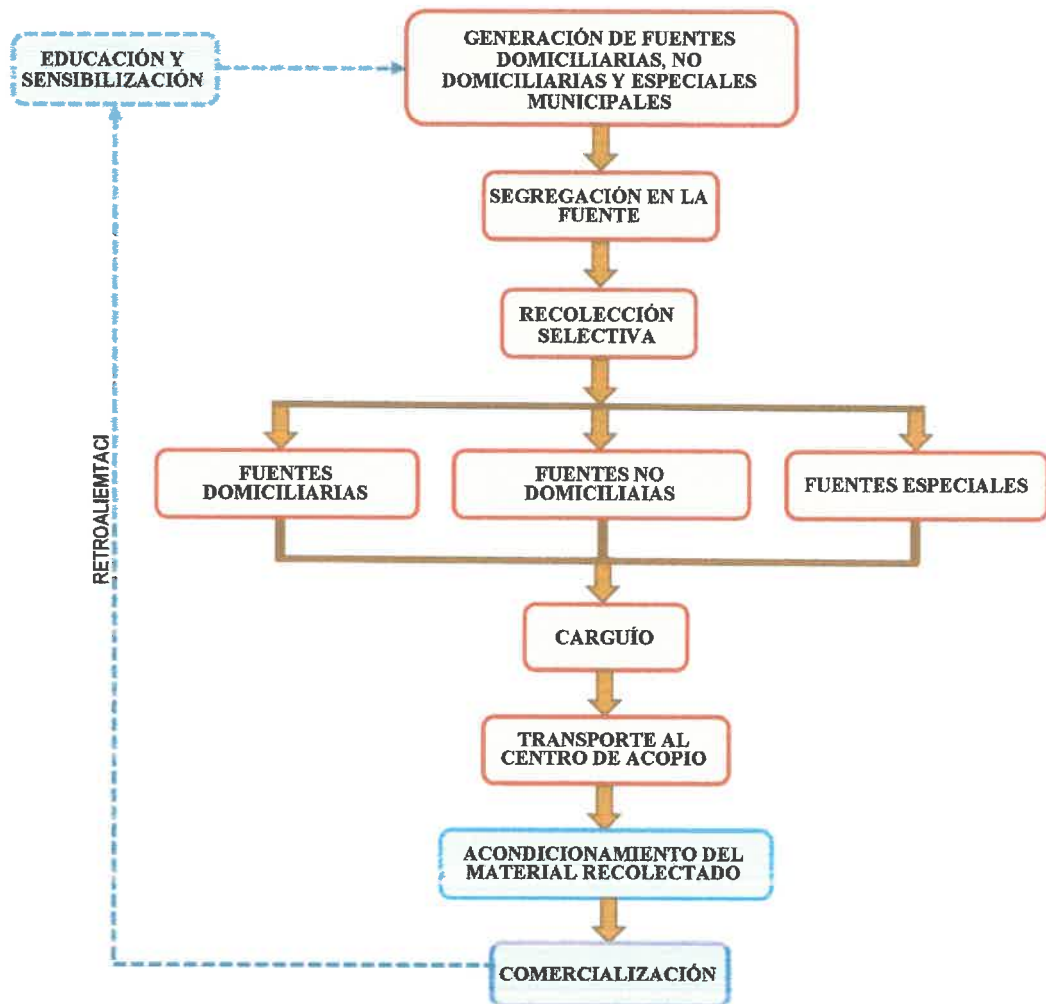 EDUCACIÓN Y
SENSIBILIZACIÓN
GENERACIÓN DE FUENTES
DOMICILIARIAS, NO
DOMICILIARIAS Y ESPECIALES
MUNICIPALES
SEGREGACIÓN EN LA
FUENTE
RECOLECCIÓN
SELECTIVA
FUENTES
DOMICILIARIAS
FUENTES NO
DOMICILIAIAS
FUENTES ESPECIALES
RETROALIEMTACI
CARGUÍO
TRANSPORTE AL
CENTRO DE ACOPIO
ACONDICIONAMIENTO DEL
MATERIAL RECOLECTADO
COMERCIALIZACIÓN